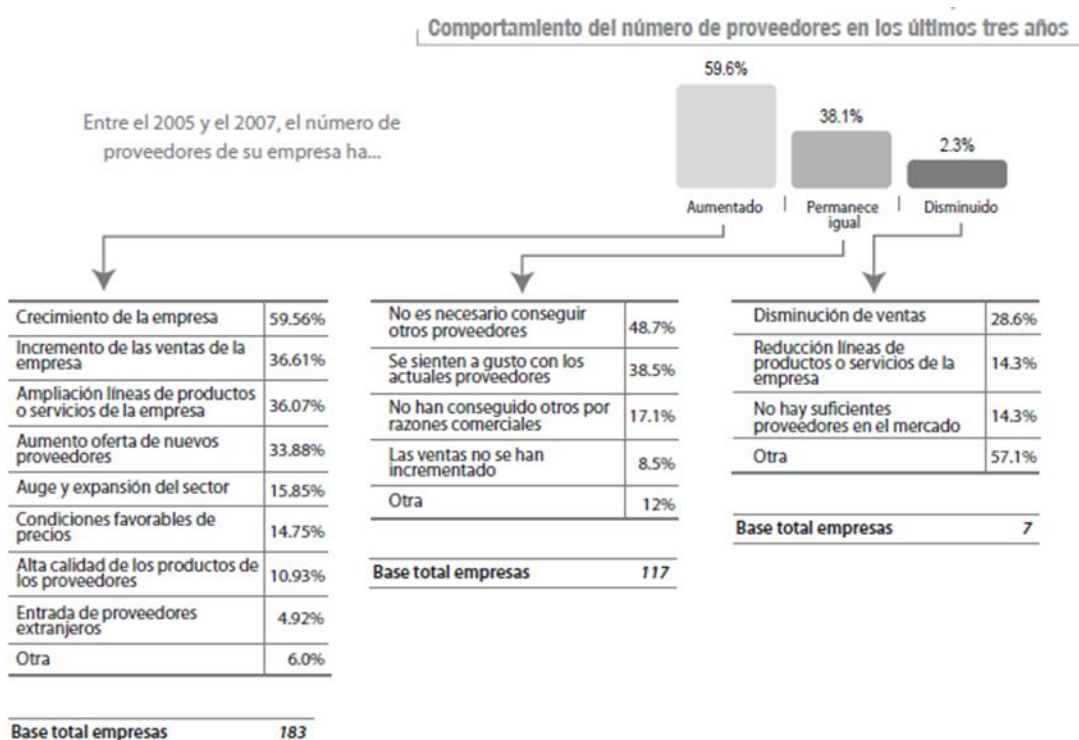 Comportamiento del número de proveedores en los últimos tres años
Entre el 2005 y el 2007, el número de
proveedores de su empresa ha...
59.6%
38.1%
2.3%
Aumentado
Permanece
igual
Disminuido
Crecimiento de la empresa 59.56%
Incremento de las ventas de la
empresa 36.61%
Ampliación líneas de productos
o servicios de la empresa 36.07%
Aumento oferta de nuevos
proveedores 33.88%
Auge y expansión del sector 15.85%
Condiciones favorables de
precios 14.75%
Alta calidad de los productos de
los proveedores 10.93%
Entrada de proveedores
extranjeros 4.92%
Otra 6.0%
Base total empresas 183
No es necesario conseguir
otros proveedores 48.7%
Se sienten a gusto con los
actuales proveedores 38.5%
No han conseguido otros por
razones comerciales 17.1%
Las ventas no se han
incrementado 8.5%
Otra 12%
Base total empresas 117
Disminución de ventas 28.6%
Reducción líneas de
productos o servicios de la
empresa 14.3%
No hay suficientes
proveedores en el mercado 14.3%
Otra 57.1%
Base total empresas 7